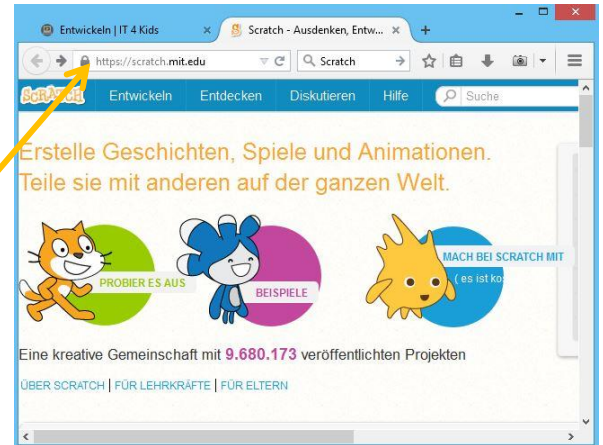 Entwickeln | IT 4 Kids
Scratch - Ausdenken, Entw...
https://scratch.mit.edu
Scratch
SCRATCH
Entwickeln
Entdecken
Diskutieren
Hilfe
Suche
Erstelle Geschichten, Spiele und Animationen.
Teile sie mit anderen auf der ganzen Welt.
PROBIER ES AUS
BEISPIELE
MACH BEI SCRATCH MIT
( es ist kos
Eine kreative Gemeinschaft mit 9.680.173 veröffentlichten Projekten
ÜBER SCRATCH | FÜR LEHRKRÄFTE | FÜR ELTERN